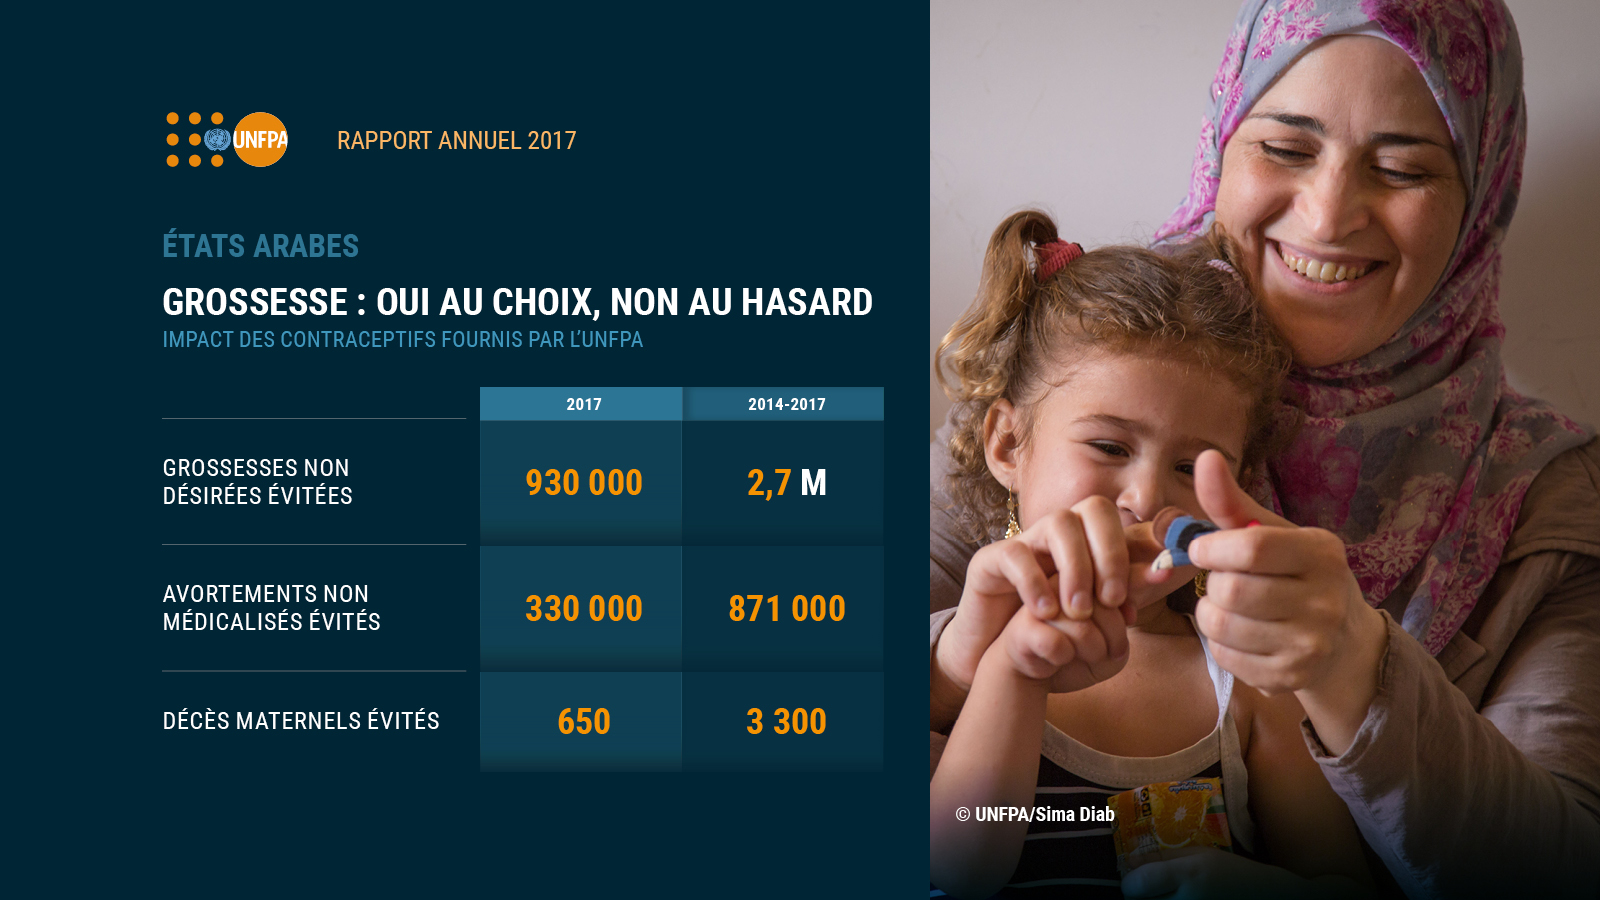 UNFPA
RAPPORT ANNUEL 2017
ÉTATS ARABES
GROSSESSE : OUI AU CHOIX, NON AU HASARD
IMPACT DES CONTRACEPTIFS FOURNIS PAR L’UNFPA
2017 2014-2017
GROSSESSES NON
DÉSIRÉES ÉVITÉES
930 000 2,7 M
AVORTEMENTS NON
MÉDICALISÉS ÉVITÉS
330 000 871 000
DÉCÈS MATERNELS ÉVITÉS 650 3 300
© UNFPA/Sima Diab